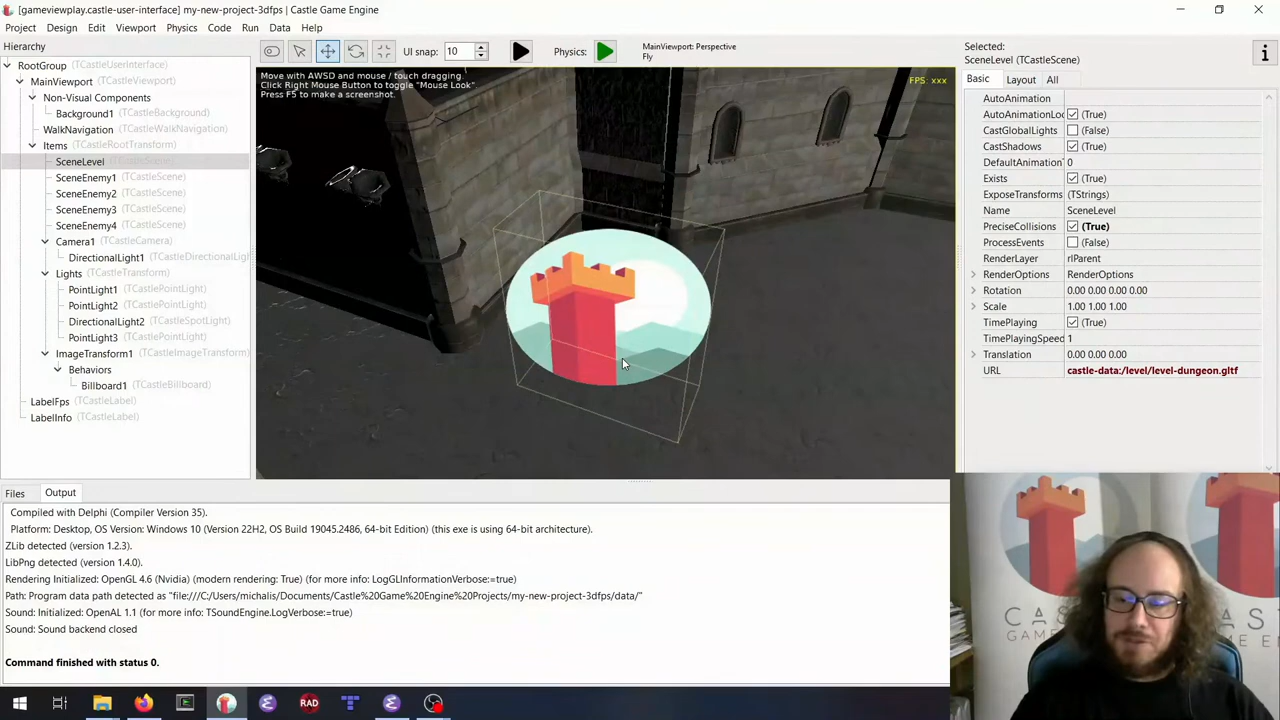 [gameviewplay.castle-user-interface] my-new-project-3dfps | Castle Game Engine
Project Design Edit Viewport Physics Code Run Data Help
Hierarchy
UI snap: 10
Physics:
MainViewport: Perspective
Fly
RootGroup (TCastleUserInterface)
MainViewport (TCastleViewport)
Non-Visual Components
Background1 (TCastleBackground)
WalkNavigation (TCastleWalkNavigation)
Items (TCastleRootTransform)
SceneLevel (TCastleScene)
SceneEnemy1 (TCastleScene)
SceneEnemy2 (TCastleScene)
SceneEnemy3 (TCastleScene)
SceneEnemy4 (TCastleScene)
Camera1 (TCastleCamera)
DirectionalLight1 (TCastleDirectionalLigh
Lights (TCastleTransform)
PointLight1 (TCastlePointLight)
PointLight2 (TCastlePointLight)
DirectionalLight2 (TCastleSpotLight)
PointLight3 (TCastlePointLight)
ImageTransform1 (TCastleImageTransform)
Behaviors
Billboard1 (TCastleBillboard)
LabelFps (TCastleLabel)
LabelInfo (TCastleLabel)
Move with AWSD and mouse / touch dragging.
Click Right Mouse Button to toggle "Mouse Look".
Press F5 to make a screenshot.
FPS: xxx
Selected:
SceneLevel (TCastleScene)
Basic Layout All
AutoAnimation
AutoAnimationLoo (True)
CastGlobalLights (False)
CastShadows (True)
DefaultAnimation 0
Exists (True)
ExposeTransforms (TStrings)
Name SceneLevel
PreciseCollisions (True)
ProcessEvents (False)
RenderLayer rlParent
RenderOptions RenderOptions
Rotation 0.00 0.00 0.00 0.00
Scale 1.00 1.00 1.00
TimePlaying (True)
TimePlayingSpeed 1
Translation 0.00 0.00 0.00
URL castle-data:/level/level-dungeon.gltf
Files Output
Compiled with Delphi (Compiler Version 35).
Platform: Desktop, OS Version: Windows 10 (Version 22H2, OS Build 19045.2486, 64-bit Edition) (this exe is using 64-bit architecture).
ZLib detected (version 1.2.3).
LibPng detected (version 1.4.0).
Rendering Initialized: OpenGL 4.6 (Nvidia) (modern rendering: True) (for more info: LogGLInformationVerbose:=true)
Path: Program data path detected as "file:///C:/Users/michalis/Documents/Castle%20Game%20Engine%20Projects/my-new-project-3dfps/data/"
Sound: Initialized: OpenAL 1.1 (for more info: TSoundEngine.LogVerbose:=true)
Sound: Sound backend closed
Command finished with status 0.
RAD